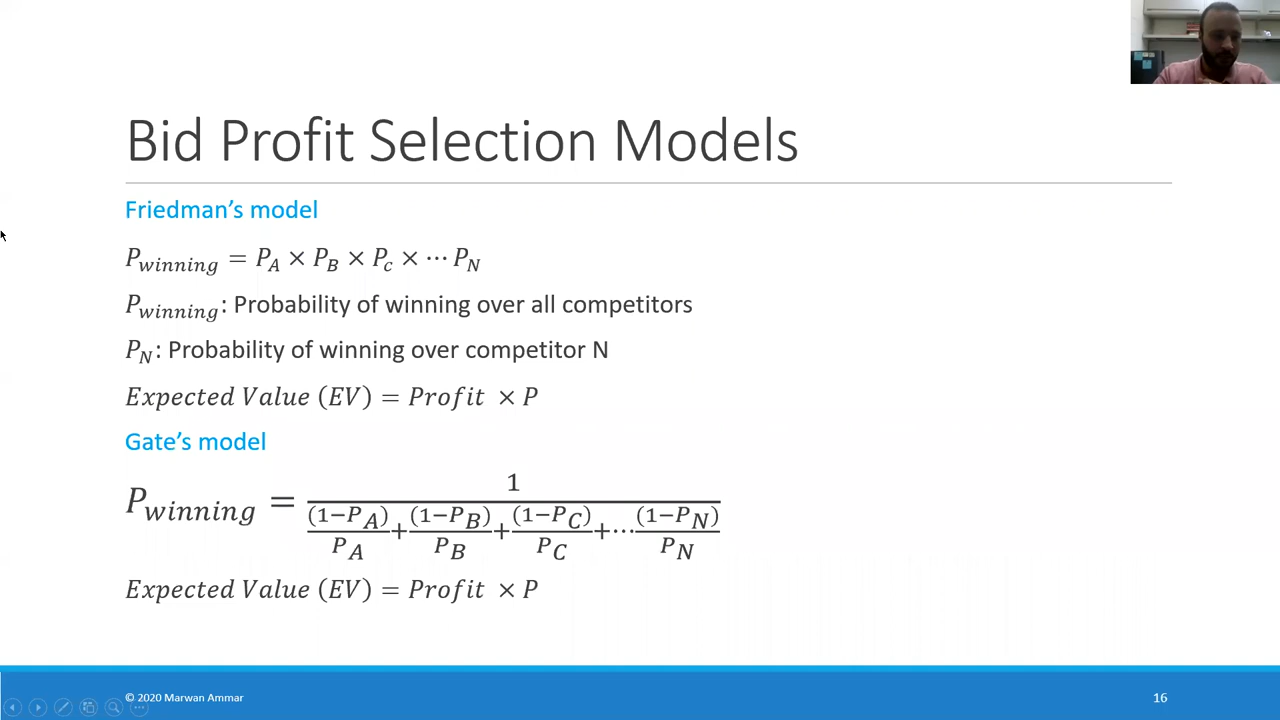 Bid Profit Selection Models
Friedman's model
P_winning = P_A × P_B × P_c × ⋯ P_N
P_winning: Probability of winning over all competitors
P_N: Probability of winning over competitor N
Expected Value (EV) = Profit × P
Gate's model
P_winning = 1 / ((1−P_A)/P_A + (1−P_B)/P_B + (1−P_C)/P_C + ⋯ (1−P_N)/P_N)
Expected Value (EV) = Profit × P
© 2020 Marwan Ammar
16